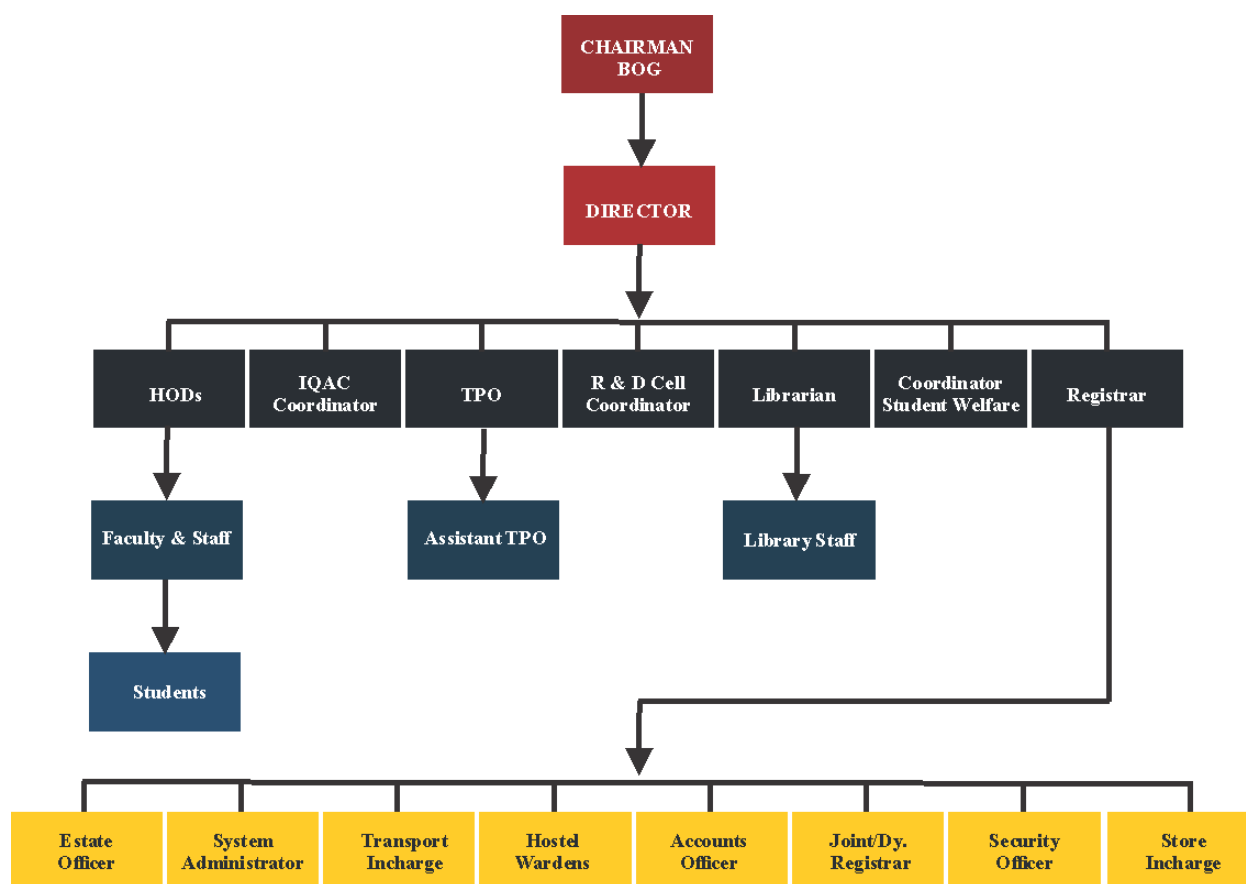 CHAIRMAN
BOG
DIRECTOR
HODs
IQAC
Coordinator
TPO
R & D Cell
Coordinator
Librarian
Coordinator
Student Welfare
Registrar
Faculty & Staff
Assistant TPO
Library Staff
Students
Estate
Officer
System
Administrator
Transport
Incharge
Hostel
Wardens
Accounts
Officer
Joint/Dy.
Registrar
Security
Officer
Store
Incharge